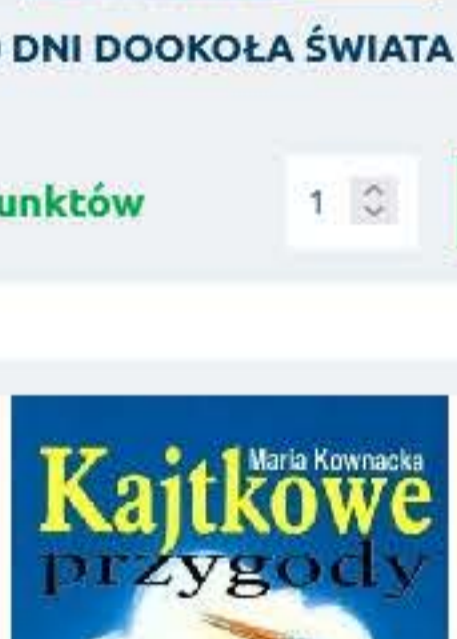 DNI DOOKOŁA ŚWIATA
unktów
1
Maria Kownacka
Kajtkowe
przygody